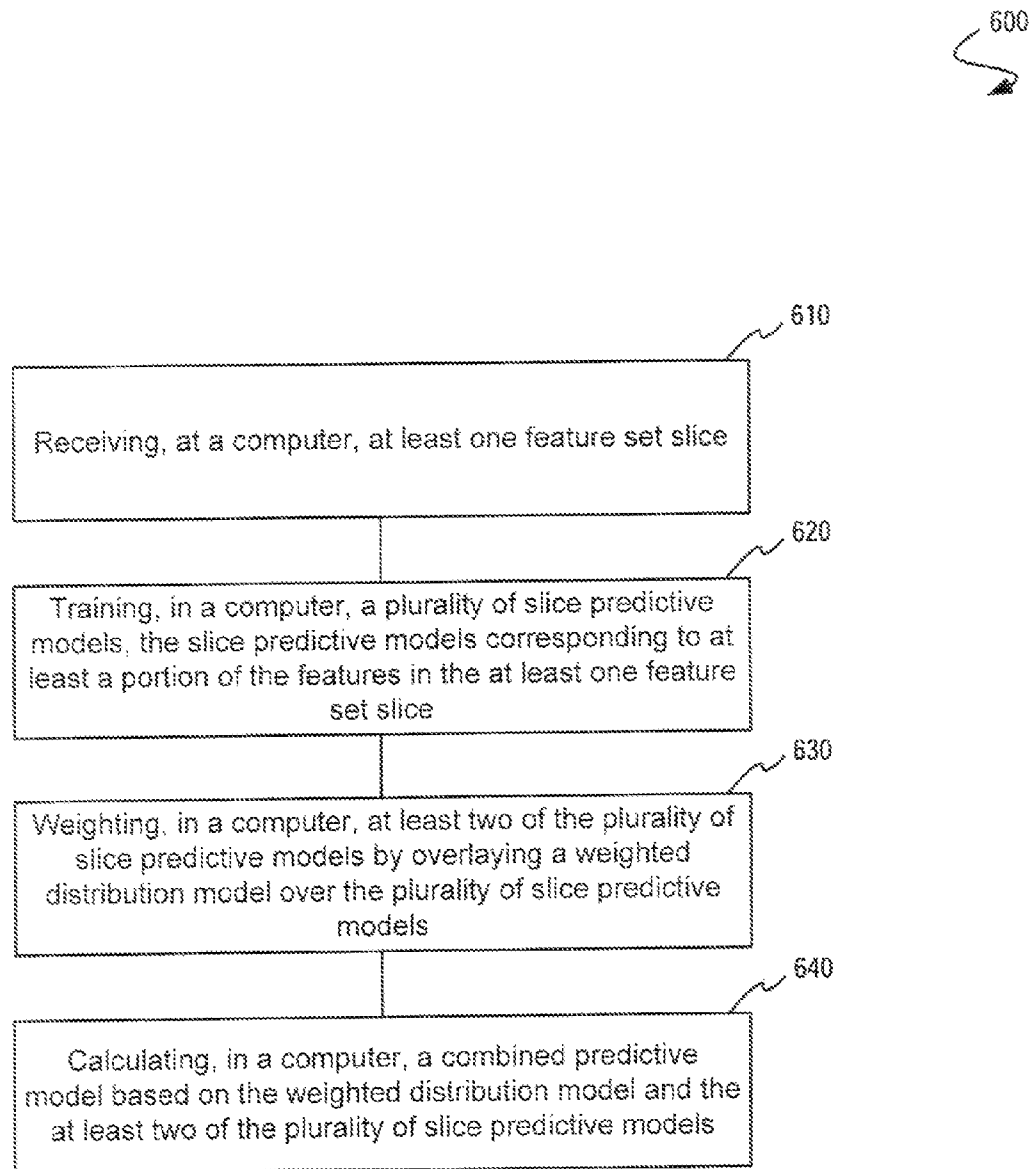 600
610
Receiving, at a computer, at least one feature set slice
620
Training, in a computer, a plurality of slice predictive
models, the slice predictive models corresponding to at
least a portion of the features in the at least one feature
set slice
630
Weighting, in a computer, at least two of the plurality of
slice predictive models by overlaying a weighted
distribution model over the plurality of slice predictive
models
640
Calculating, in a computer, a combined predictive
model based on the weighted distribution model and the
at least two of the plurality of slice predictive models